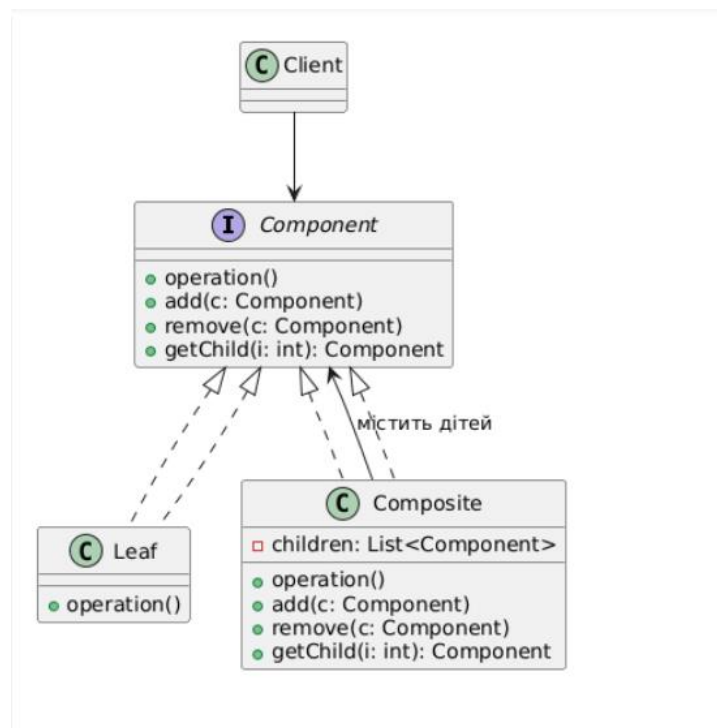 C Client
I Component
operation()
add(c: Component)
remove(c: Component)
getChild(i: int): Component
містить дітей
C Leaf
operation()
C Composite
children: List<Component>
operation()
add(c: Component)
remove(c: Component)
getChild(i: int): Component